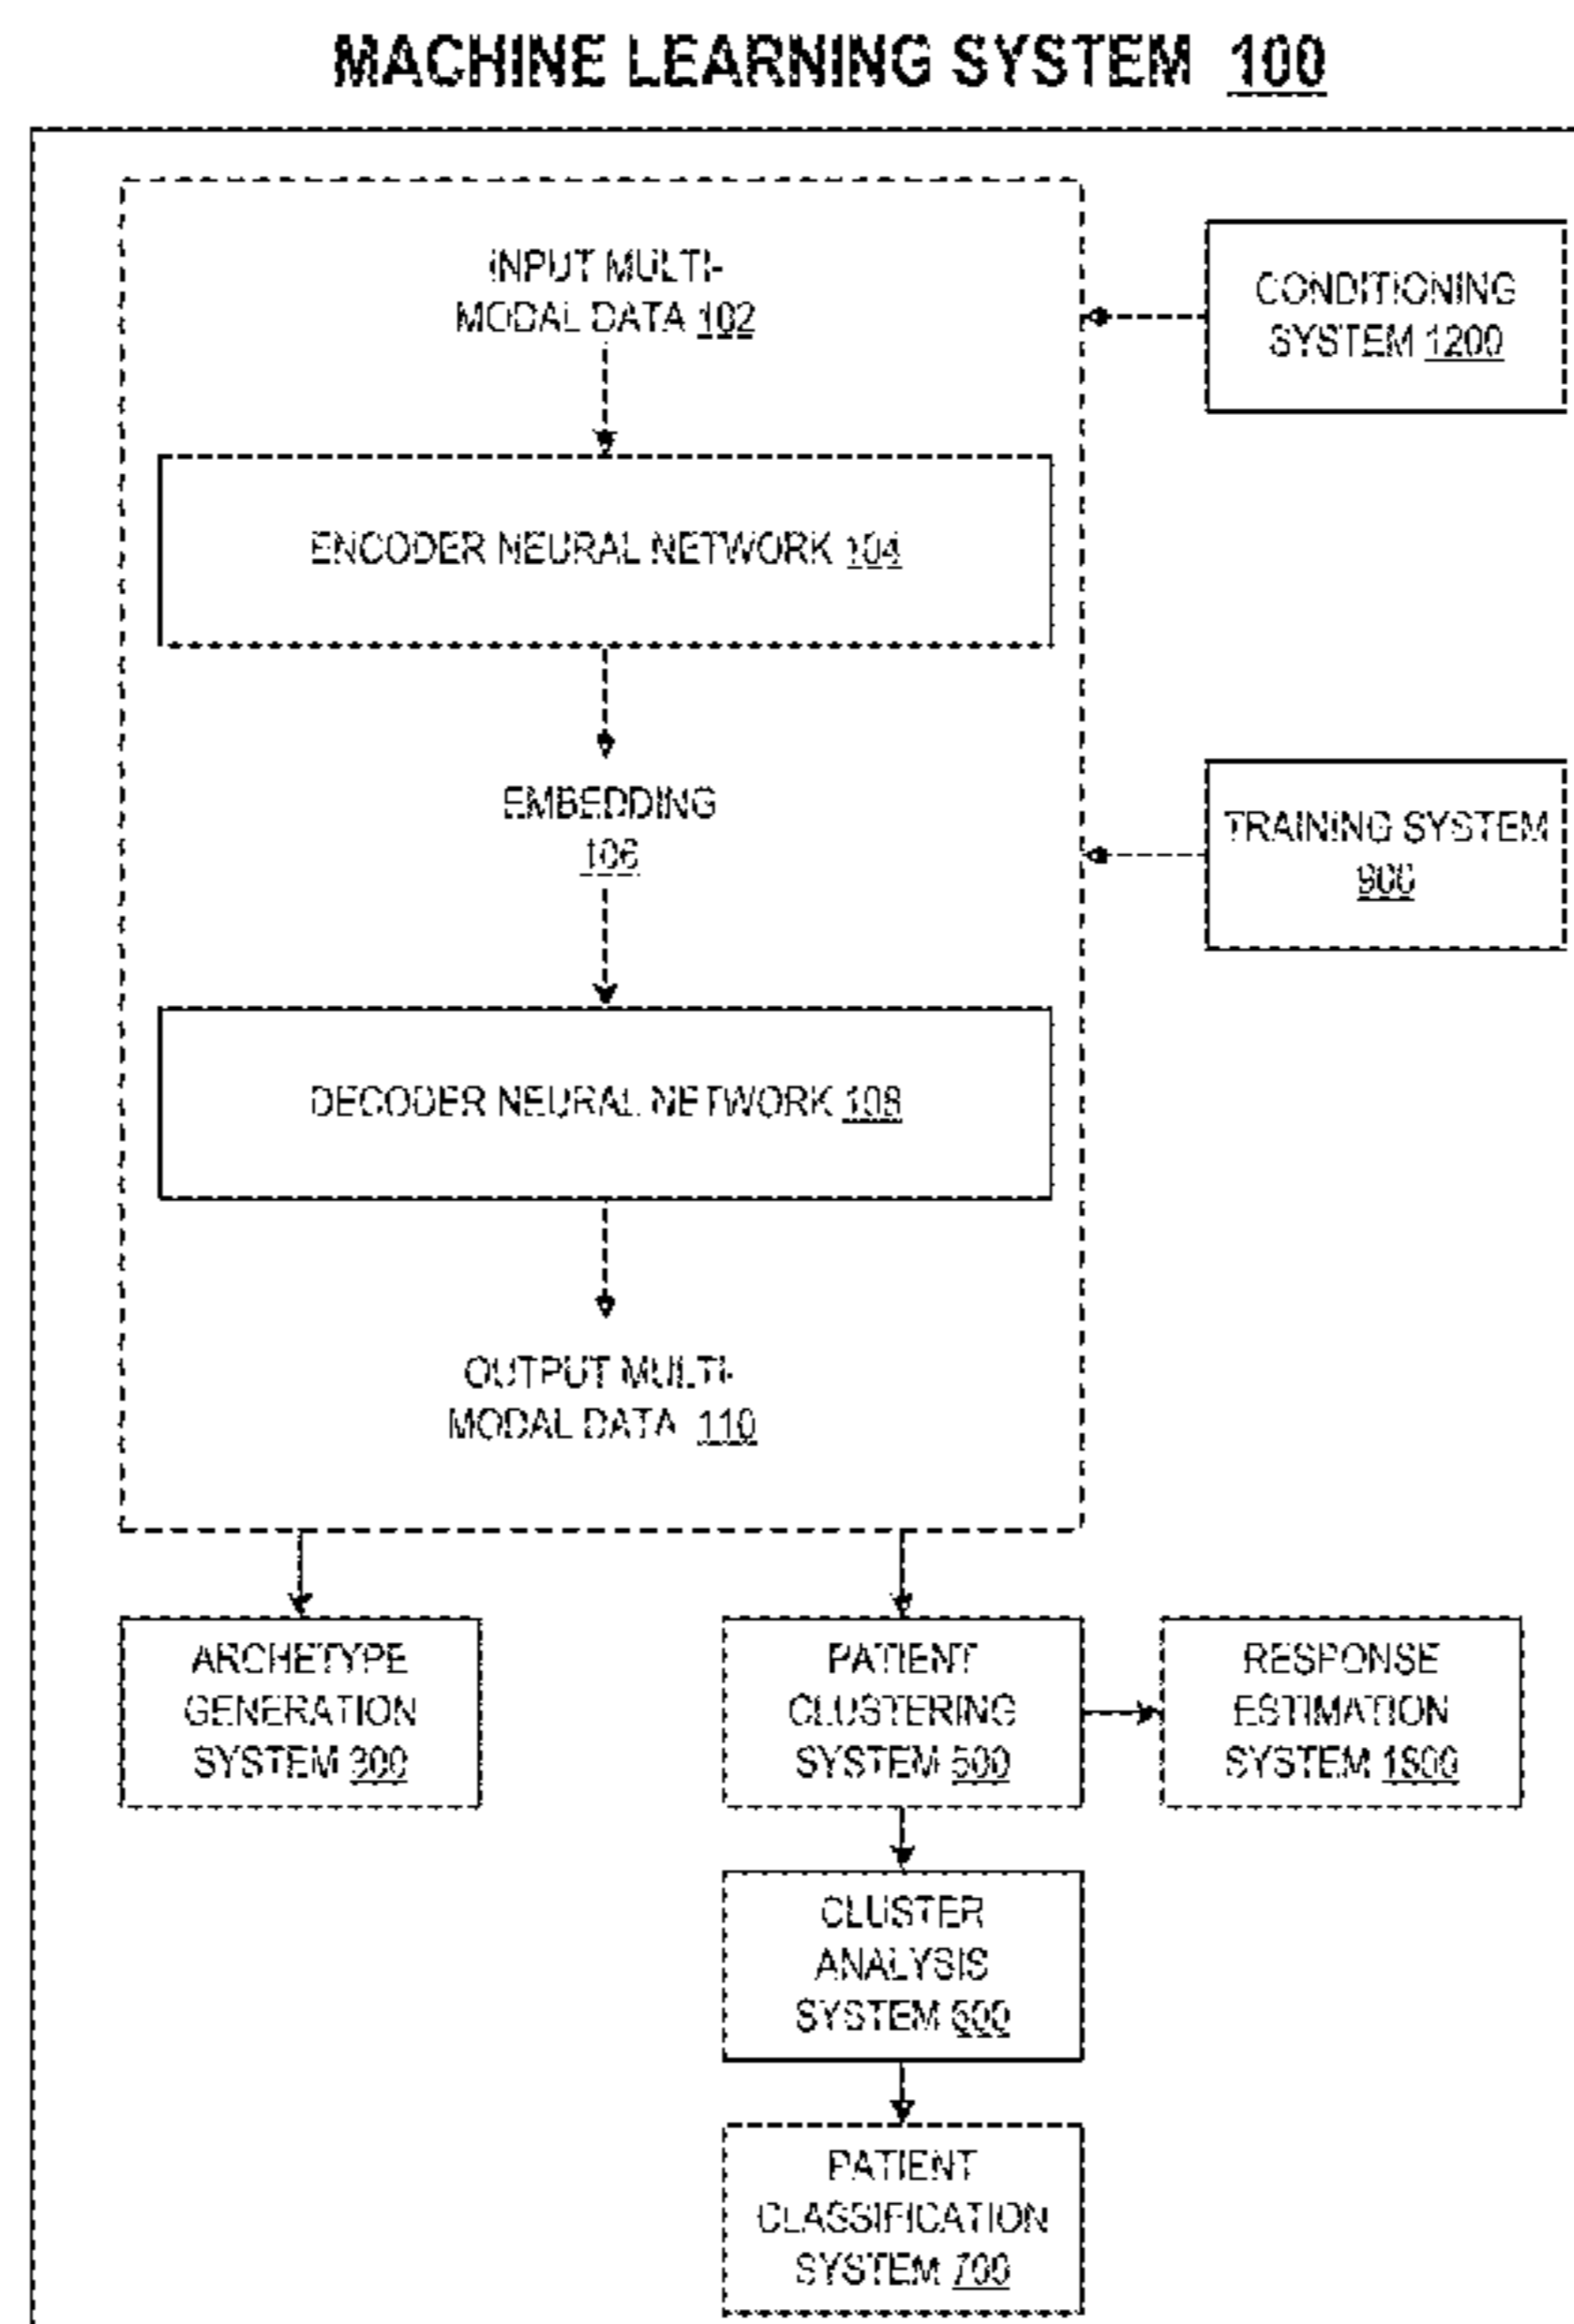 MACHINE LEARNING SYSTEM 100
INPUT MULTI-
MODAL DATA 102
CONDITIONING
SYSTEM 1200
ENCODER NEURAL NETWORK 104
EMBEDDING
106
TRAINING SYSTEM
900
DECODER NEURAL NETWORK 108
OUTPUT MULTI-
MODAL DATA 110
ARCHETYPE
GENERATION
SYSTEM
PATIENT
CLUSTERING
SYSTEM 500
RESPONSE
ESTIMATION
SYSTEM
CLUSTER
ANALYSIS
SYSTEM 600
PATIENT
CLASSIFICATION
SYSTEM 700